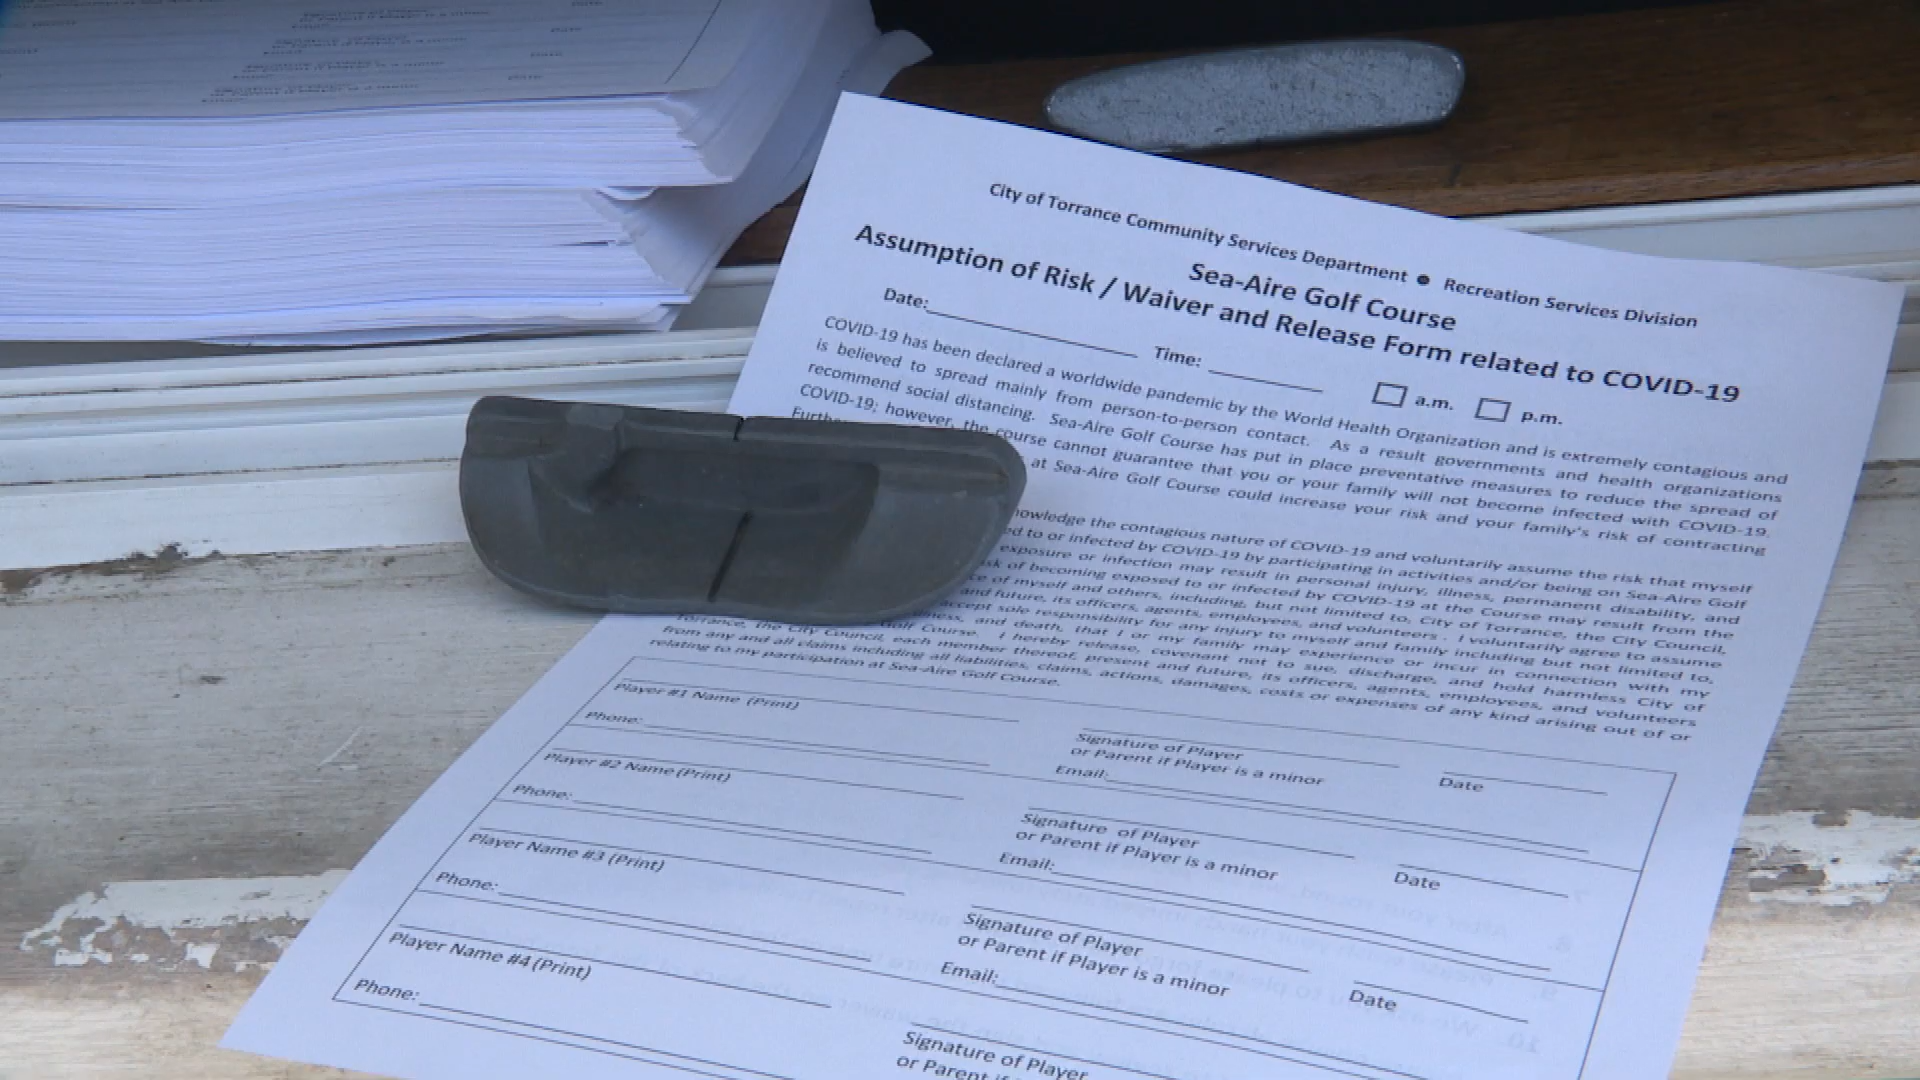 City of Torrance Community Services Department ● Recreation Services Division
Sea-Aire Golf Course
Assumption of Risk / Waiver and Release Form related to COVID-19
Date: Time: a.m. p.m.
COVID-19 has been declared a worldwide pandemic by the World Health Organization and is extremely contagious and
is believed to spread mainly from person-to-person contact. As a result governments and health organizations
recommend social distancing. Sea-Aire Golf Course has put in place preventative measures to reduce the spread of
COVID-19; however, the course cannot guarantee that you or your family will not become infected with COVID-19.
at Sea-Aire Golf Course could increase your risk and your family's risk of contracting
the contagious nature of COVID-19 and voluntarily assume the risk that myself
to or infected by COVID-19 by participating in activities and/or being on Sea-Aire Golf
exposure or infection may result in personal injury, illness, permanent disability, and
of becoming exposed to or infected by COVID-19 at the Course may result from the
of myself and others, including, but not limited to, City of Torrance, the City Council,
and future, its officers, agents, employees, and volunteers. I voluntarily agree to assume
accept sole responsibility for any injury to myself and family including but not limited to,
and death, that I or my family may experience or incur in connection with my
Golf Course. I hereby release, covenant not to sue, discharge, and hold harmless City of
Torrance, the City Council, each member thereof, present and future, its officers, agents, employees, and volunteers
from any and all claims including all liabilities, claims, actions, damages, costs or expenses of any kind arising out of or
relating to my participation at Sea-Aire Golf Course.
Player #1 Name (Print) Signature of Player Date
or Parent if Player is a minor
Phone: Email:
Player #2 Name (Print) Signature of Player Date
or Parent if Player is a minor
Phone: Email:
Player Name #3 (Print) Signature of Player Date
or Parent if Player is a minor
Phone: Email:
Player Name #4 (Print) Signature of Player
or Parent if
Phone: